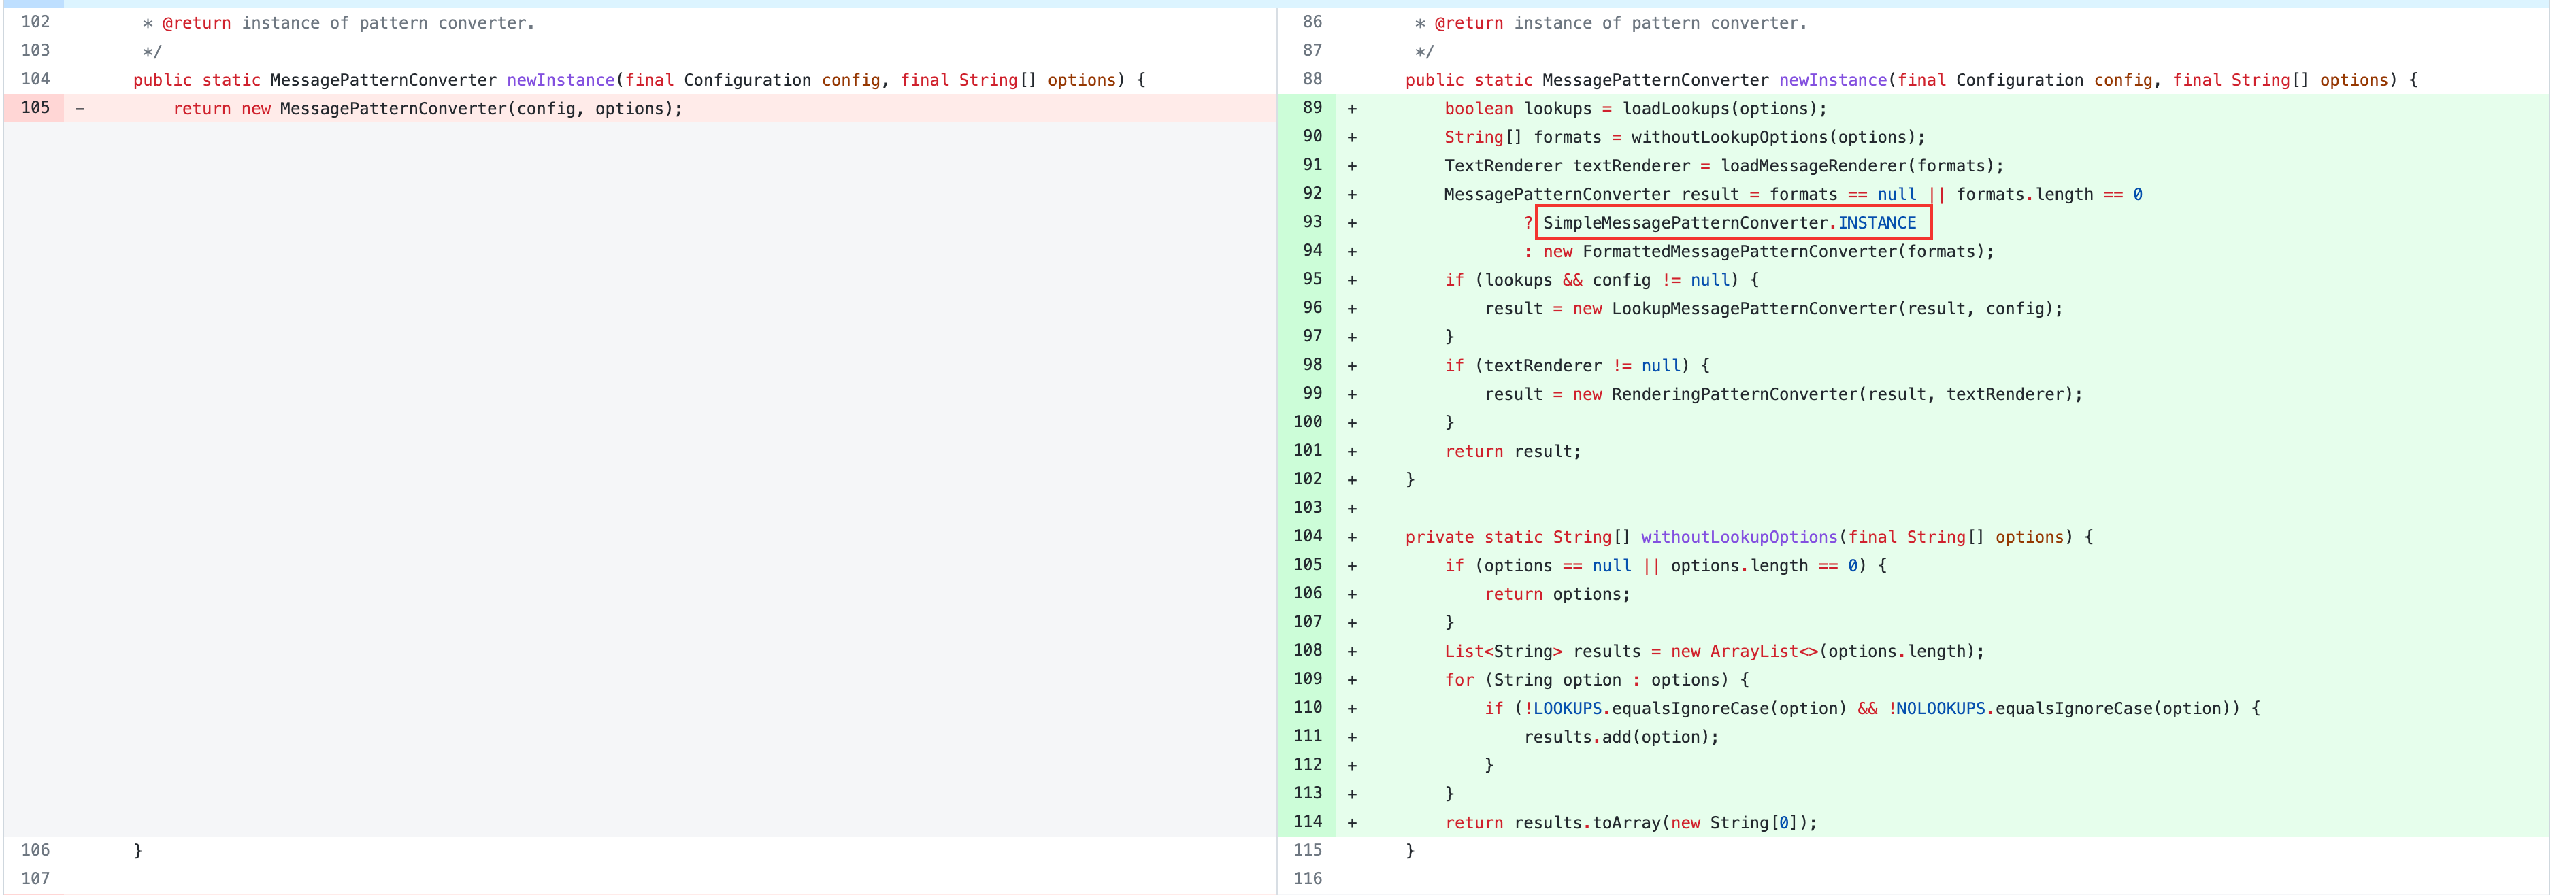 102 * @return instance of pattern converter.
103 */
104 public static MessagePatternConverter newInstance(final Configuration config, final String[] options) {
105 - return new MessagePatternConverter(config, options);
106 }
107
86 * @return instance of pattern converter.
87 */
88 public static MessagePatternConverter newInstance(final Configuration config, final String[] options) {
89 + boolean lookups = loadLookups(options);
90 + String[] formats = withoutLookupOptions(options);
91 + TextRenderer textRenderer = loadMessageRenderer(formats);
92 + MessagePatternConverter result = formats == null || formats.length == 0
93 + ? SimpleMessagePatternConverter.INSTANCE
94 + : new FormattedMessagePatternConverter(formats);
95 + if (lookups && config != null) {
96 + result = new LookupMessagePatternConverter(result, config);
97 + }
98 + if (textRenderer != null) {
99 + result = new RenderingPatternConverter(result, textRenderer);
100 + }
101 + return result;
102 + }
103 +
104 + private static String[] withoutLookupOptions(final String[] options) {
105 + if (options == null || options.length == 0) {
106 + return options;
107 + }
108 + List<String> results = new ArrayList<>(options.length);
109 + for (String option : options) {
110 + if (!LOOKUPS.equalsIgnoreCase(option) && !NOLOOKUPS.equalsIgnoreCase(option)) {
111 + results.add(option);
112 + }
113 + }
114 + return results.toArray(new String[0]);
115 }
116